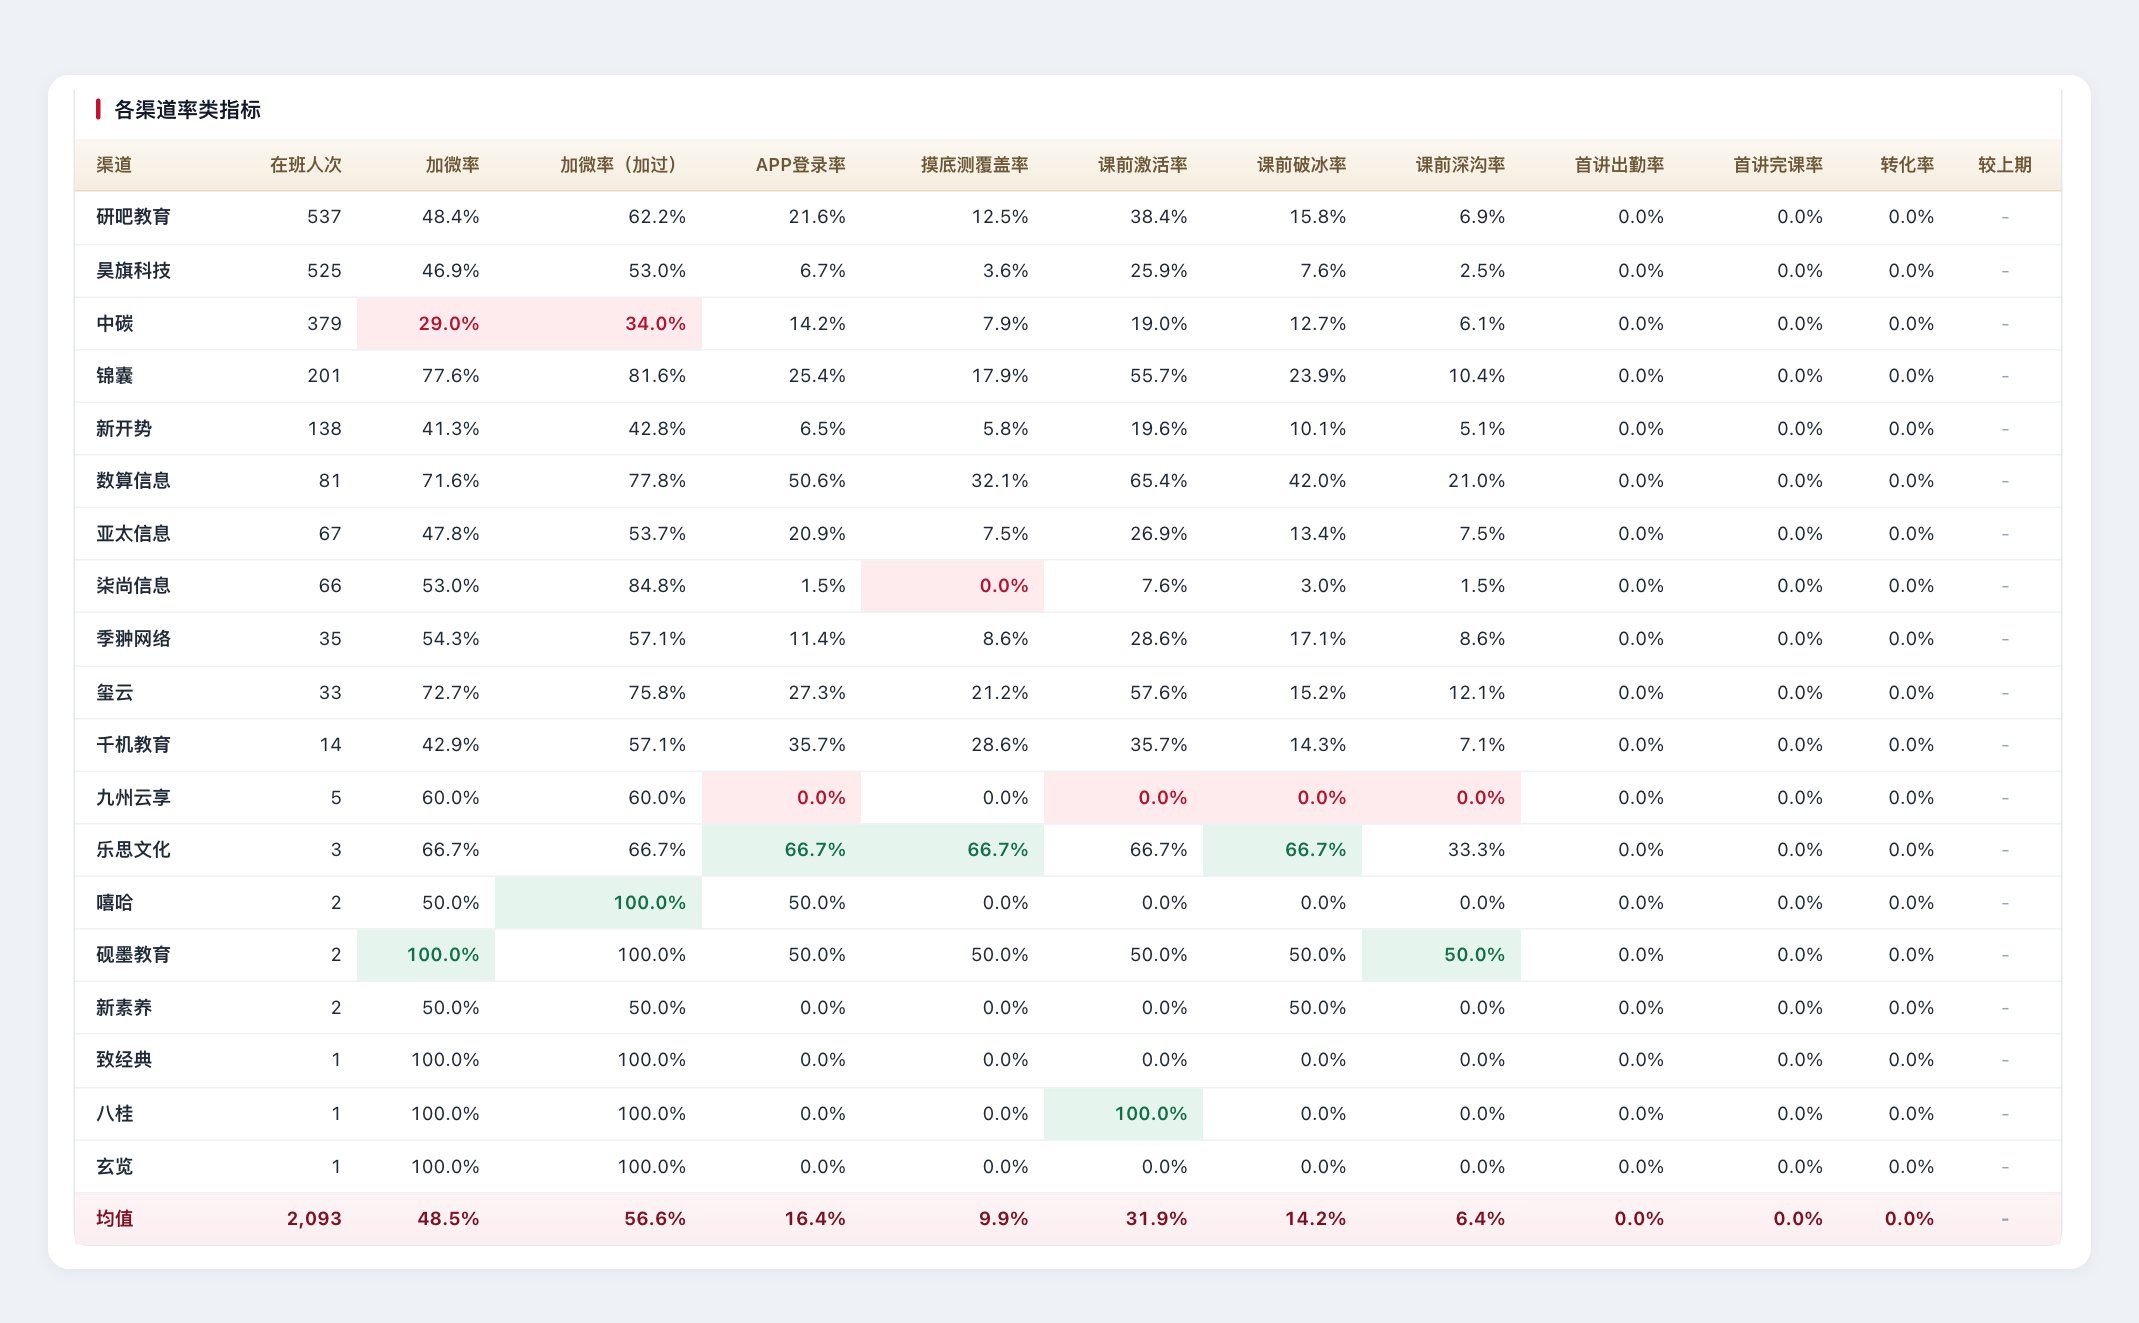 各渠道率类指标
渠道 在班人次 加微率 加微率（加过） APP登录率 摸底测覆盖率 课前激活率 课前破冰率 课前深沟率 首讲出勤率 首讲完课率 转化率 较上期
研吧教育 537 48.4% 62.2% 21.6% 12.5% 38.4% 15.8% 6.9% 0.0% 0.0% 0.0% -
昊旗科技 525 46.9% 53.0% 6.7% 3.6% 25.9% 7.6% 2.5% 0.0% 0.0% 0.0% -
中碳 379 29.0% 34.0% 14.2% 7.9% 19.0% 12.7% 6.1% 0.0% 0.0% 0.0% -
锦囊 201 77.6% 81.6% 25.4% 17.9% 55.7% 23.9% 10.4% 0.0% 0.0% 0.0% -
新开势 138 41.3% 42.8% 6.5% 5.8% 19.6% 10.1% 5.1% 0.0% 0.0% 0.0% -
数算信息 81 71.6% 77.8% 50.6% 32.1% 65.4% 42.0% 21.0% 0.0% 0.0% 0.0% -
亚太信息 67 47.8% 53.7% 20.9% 7.5% 26.9% 13.4% 7.5% 0.0% 0.0% 0.0% -
柒尚信息 66 53.0% 84.8% 1.5% 0.0% 7.6% 3.0% 1.5% 0.0% 0.0% 0.0% -
季翀网络 35 54.3% 57.1% 11.4% 8.6% 28.6% 17.1% 8.6% 0.0% 0.0% 0.0% -
玺云 33 72.7% 75.8% 27.3% 21.2% 57.6% 15.2% 12.1% 0.0% 0.0% 0.0% -
千机教育 14 42.9% 57.1% 35.7% 28.6% 35.7% 14.3% 7.1% 0.0% 0.0% 0.0% -
九州云享 5 60.0% 60.0% 0.0% 0.0% 0.0% 0.0% 0.0% 0.0% 0.0% 0.0% -
乐思文化 3 66.7% 66.7% 66.7% 66.7% 66.7% 66.7% 33.3% 0.0% 0.0% 0.0% -
嘻哈 2 50.0% 100.0% 50.0% 0.0% 0.0% 0.0% 0.0% 0.0% 0.0% 0.0% -
砚墨教育 2 100.0% 100.0% 50.0% 50.0% 50.0% 50.0% 50.0% 0.0% 0.0% 0.0% -
新素养 2 50.0% 50.0% 0.0% 0.0% 0.0% 50.0% 0.0% 0.0% 0.0% 0.0% -
致经典 1 100.0% 100.0% 0.0% 0.0% 0.0% 0.0% 0.0% 0.0% 0.0% 0.0% -
八桂 1 100.0% 100.0% 0.0% 0.0% 100.0% 0.0% 0.0% 0.0% 0.0% 0.0% -
玄览 1 100.0% 100.0% 0.0% 0.0% 0.0% 0.0% 0.0% 0.0% 0.0% 0.0% -
均值 2,093 48.5% 56.6% 16.4% 9.9% 31.9% 14.2% 6.4% 0.0% 0.0% 0.0% -